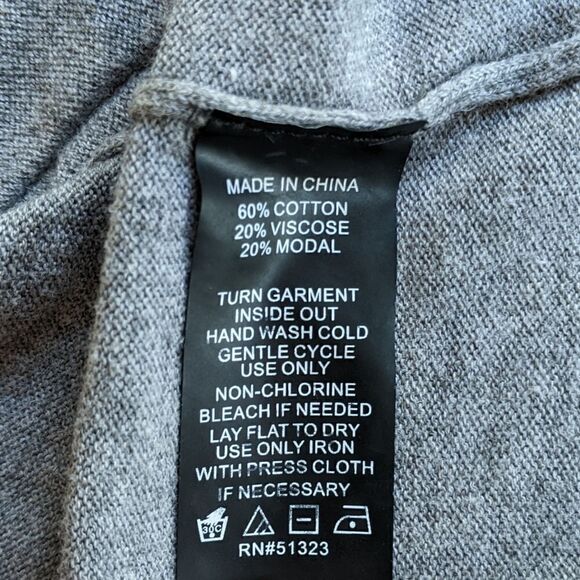 MADE IN CHINA
60% COTTON
20% VISCOSE
20% MODAL
TURN GARMENT
INSIDE OUT
HAND WASH COLD
GENTLE CYCLE
USE ONLY
NON-CHLORINE
BLEACH IF NEEDED
LAY FLAT TO DRY
USE ONLY IRON
WITH PRESS CLOTH
IF NECESSARY
30C
RN#51323